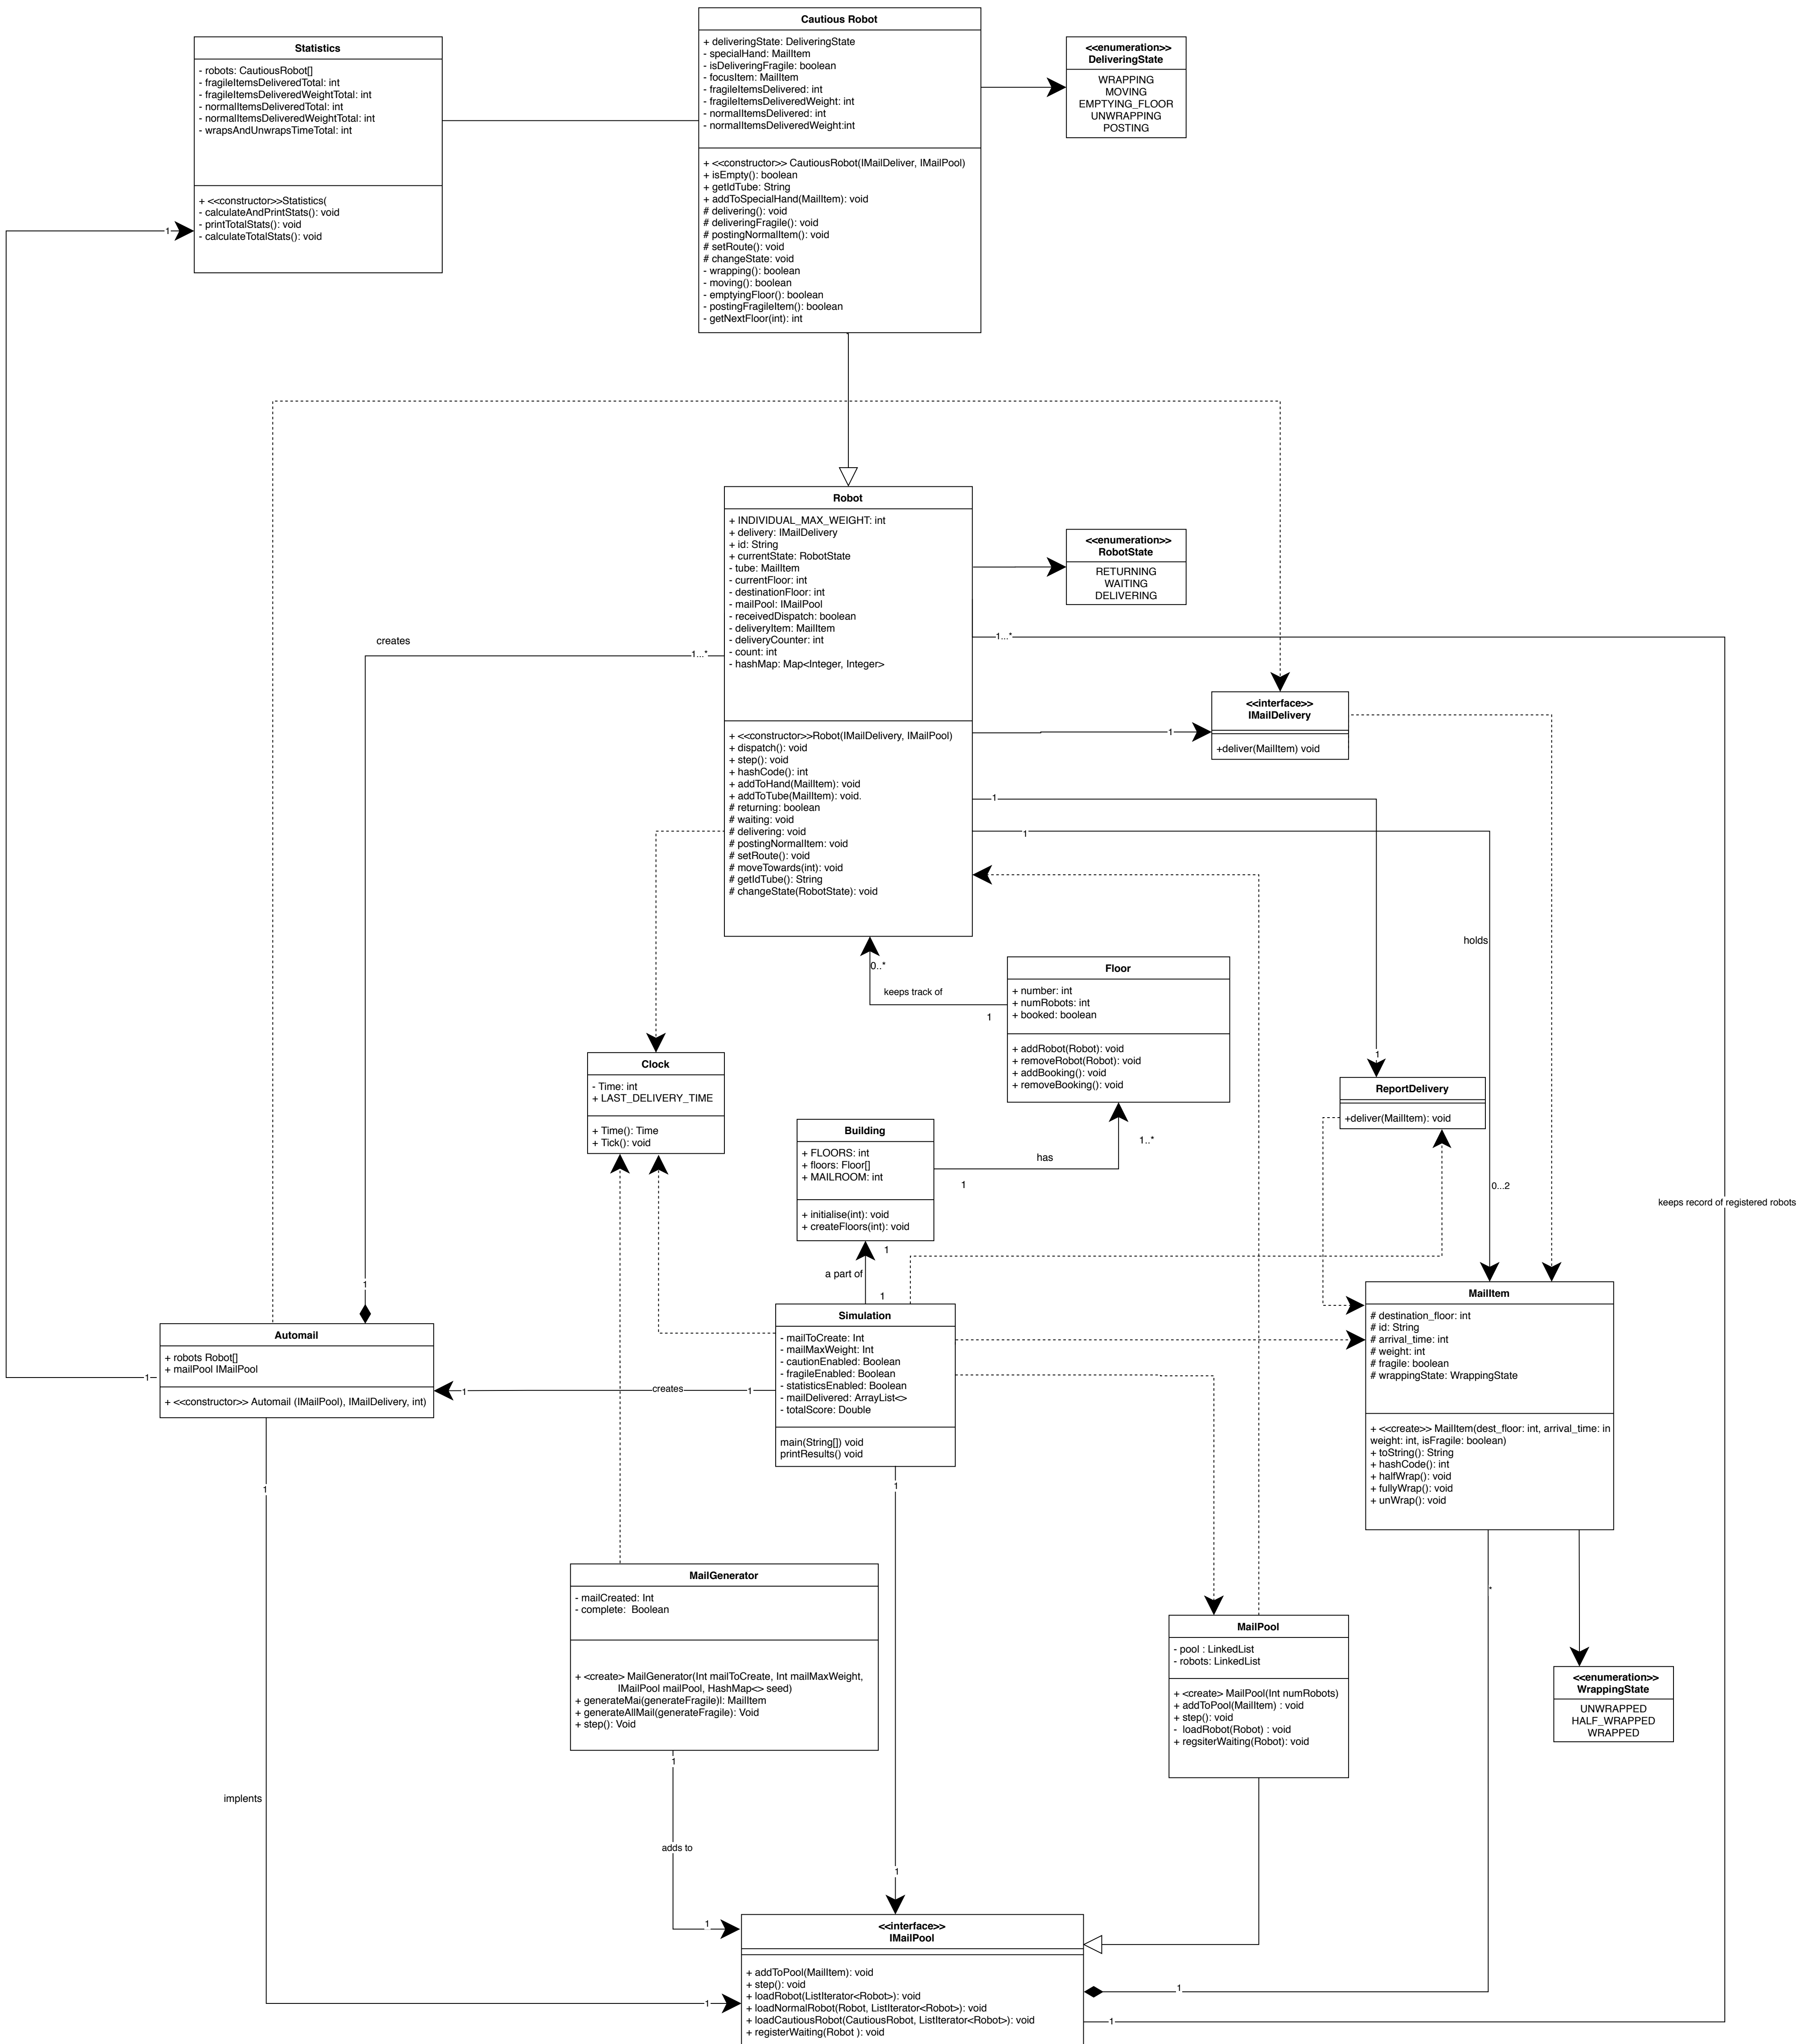 Cautious Robot
+ deliveringState: DeliveringState
- specialHand: MailItem
- isDeliveringFragile: boolean
- focusItem: MailItem
- fragileItemsDelivered: int
- fragileItemsDeliveredWeight: int
- normalItemsDelivered: int
- normalItemsDeliveredWeight:int
+ <<constructor>> CautiousRobot(IMailDeliver, IMailPool)
+ isEmpty(): boolean
+ getIdTube: String
+ addToSpecialHand(MailItem): void
# delivering(): void
# deliveringFragile(): void
# postingNormalItem(): void
# setRoute(): void
# changeState: void
- wrapping(): boolean
- moving(): boolean
- emptyingFloor(): boolean
- postingFragileItem(): boolean
- getNextFloor(int): int
Statistics
- robots: CautiousRobot[]
- fragileItemsDeliveredTotal: int
- fragileItemsDeliveredWeightTotal: int
- normalItemsDeliveredTotal: int
- normalItemsDeliveredWeightTotal: int
- wrapsAndUnwrapsTimeTotal: int
+ <<constructor>>Statistics(
- calculateAndPrintStats(): void
- printTotalStats(): void
- calculateTotalStats(): void
1
<<enumeration>>
DeliveringState
WRAPPING
MOVING
EMPTYING_FLOOR
UNWRAPPING
POSTING
Robot
+ INDIVIDUAL_MAX_WEIGHT: int
+ delivery: IMailDelivery
+ id: String
+ currentState: RobotState
- tube: MailItem
- currentFloor: int
- destinationFloor: int
- mailPool: IMailPool
- receivedDispatch: boolean
- deliveryItem: MailItem
- deliveryCounter: int
- count: int
- hashMap: Map<Integer, Integer>
+ <<constructor>>Robot(IMailDelivery, IMailPool)
+ dispatch(): void
+ step(): void
+ hashCode(): int
+ addToHand(MailItem): void
+ addToTube(MailItem): void.
# returning: boolean
# waiting: void
# delivering: void
# postingNormalItem: void
# setRoute(): void
# moveTowards(int): void
# getIdTube(): String
# changeState(RobotState): void
<<enumeration>>
RobotState
RETURNING
WAITING
DELIVERING
creates
1...*
1...*
<<interface>>
IMailDelivery
+deliver(MailItem) void
1
1
1
holds
0..*
keeps track of
1
Floor
+ number: int
+ numRobots: int
+ booked: boolean
+ addRobot(Robot): void
+ removeRobot(Robot): void
+ addBooking(): void
+ removeBooking(): void
Clock
- Time: int
+ LAST_DELIVERY_TIME
+ Time(): Time
+ Tick(): void
1
ReportDelivery
+deliver(MailItem): void
Building
+ FLOORS: int
+ floors: Floor[]
+ MAILROOM: int
+ initialise(int): void
+ createFloors(int): void
1..*
has
1
0...2
keeps record of registered robots
1
a part of
1
1
Simulation
- mailToCreate: Int
- mailMaxWeight: Int
- cautionEnabled: Boolean
- fragileEnabled: Boolean
- statisticsEnabled: Boolean
- mailDelivered: ArrayList<>
- totalScore: Double
main(String[]) void
printResults() void
MailItem
# destination_floor: int
# id: String
# arrival_time: int
# weight: int
# fragile: boolean
# wrappingState: WrappingState
+ <<create>> MailItem(dest_floor: int, arrival_time: in
weight: int, isFragile: boolean)
+ toString(): String
+ hashCode(): int
+ halfWrap(): void
+ fullyWrap(): void
+ unWrap(): void
Automail
+ robots Robot[]
+ mailPool IMailPool
+ <<constructor>> Automail (IMailPool), IMailDelivery, int)
1
1
creates
1
1
1
*
MailGenerator
- mailCreated: Int
- complete:  Boolean
+ <create> MailGenerator(Int mailToCreate, Int mailMaxWeight,
IMailPool mailPool, HashMap<> seed)
+ generateMai(generateFragile)l: MailItem
+ generateAllMail(generateFragile): Void
+ step(): Void
MailPool
- pool : LinkedList
- robots: LinkedList
+ <create> MailPool(Int numRobots)
+ addToPool(MailItem) : void
+ step(): void
-  loadRobot(Robot) : void
+ regsiterWaiting(Robot): void
<<enumeration>>
WrappingState
UNWRAPPED
HALF_WRAPPED
WRAPPED
1
implents
adds to
1
1
<<interface>>
IMailPool
+ addToPool(MailItem): void
+ step(): void
+ loadRobot(ListIterator<Robot>): void
+ loadNormalRobot(Robot, ListIterator<Robot>): void
+ loadCautiousRobot(CautiousRobot, ListIterator<Robot>): void
+ registerWaiting(Robot ): void
1
1
1